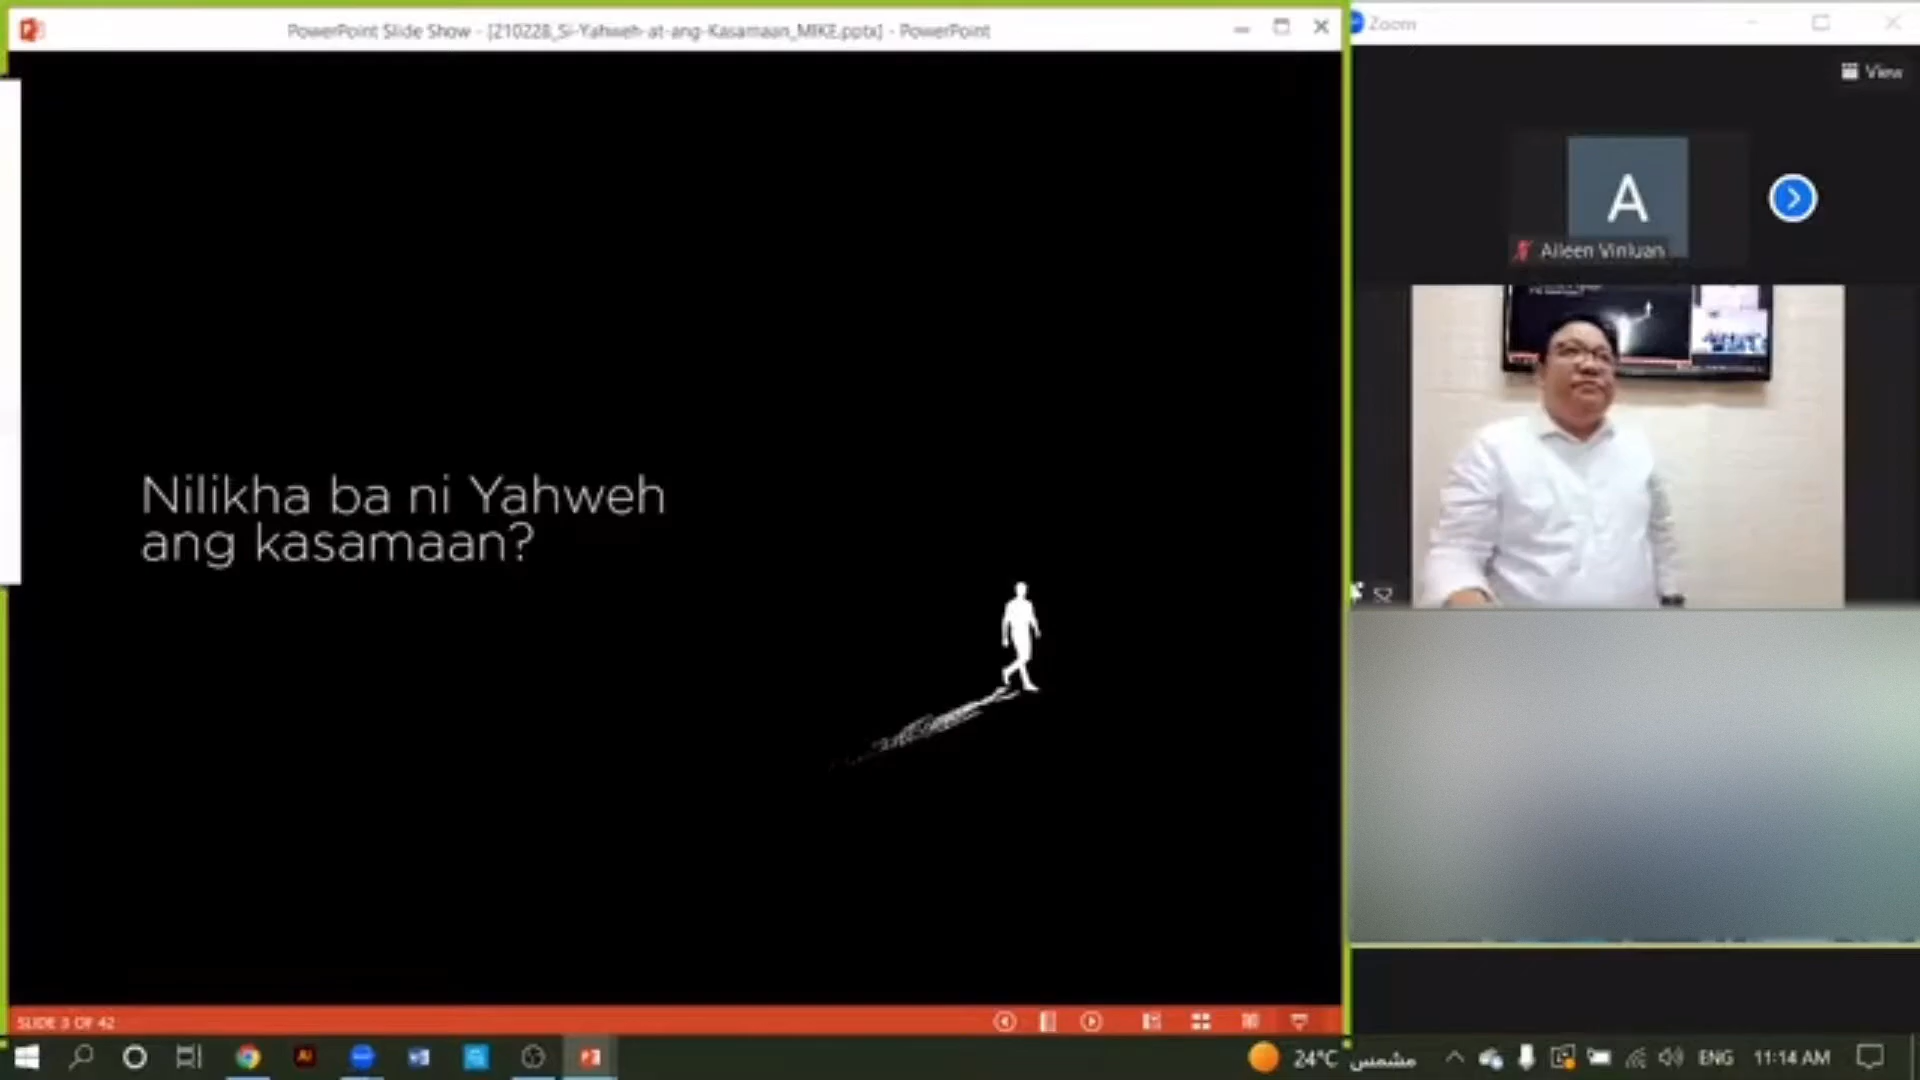 PowerPoint Slide Show - [210228_Si-Yahweh-at-ang-Kasamaan_MIKE.pptx] - PowerPoint
Zoom
View
A
Aileen Vinluan
Nilikha ba ni Yahweh
ang kasamaan?
SLIDE 3 OF 42
24°C مشمس
ENG
11:14 AM